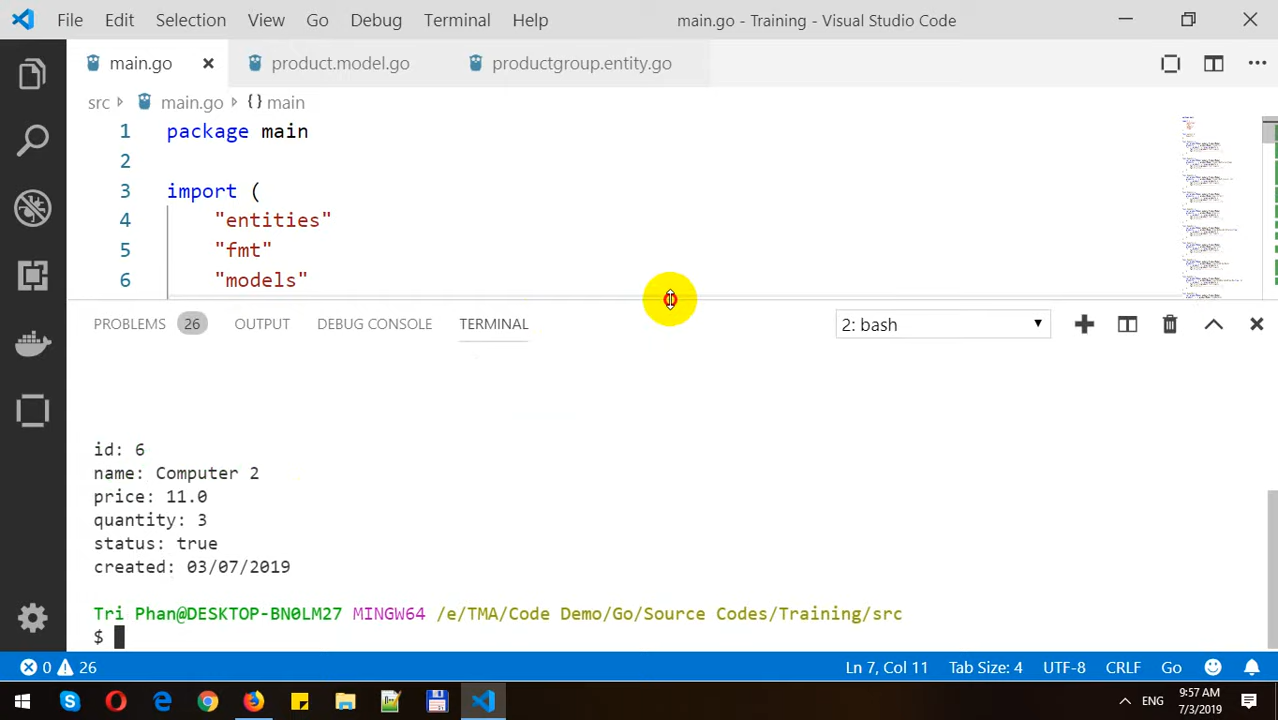 File Edit Selection View Go Debug Terminal Help main.go - Training - Visual Studio Code
main.go product.model.go productgroup.entity.go
src main.go {} main
1 package main
2
3 import (
4 "entities"
5 "fmt"
6 "models"
PROBLEMS 26 OUTPUT DEBUG CONSOLE TERMINAL 2: bash
id: 6
name: Computer 2
price: 11.0
quantity: 3
status: true
created: 03/07/2019
Tri Phan@DESKTOP-BN0LM27 MINGW64 /e/TMA/Code Demo/Go/Source Codes/Training/src
$
0 26 Ln 7, Col 11 Tab Size: 4 UTF-8 CRLF Go
ENG 9:57 AM
7/3/2019